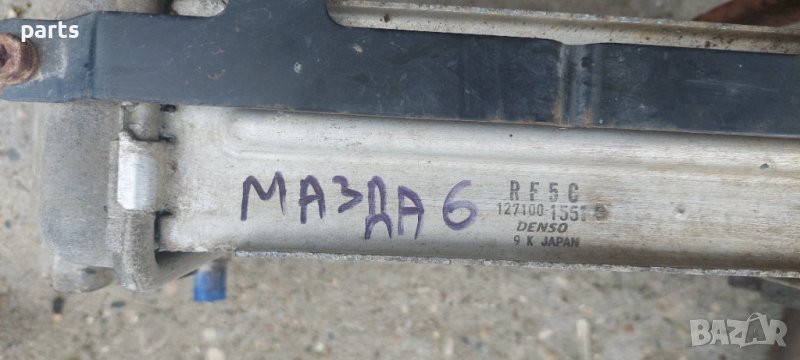 parts
МАЗДА 6
RF5C
127100-1551
DENSO
9 K JAPAN
BAZAR